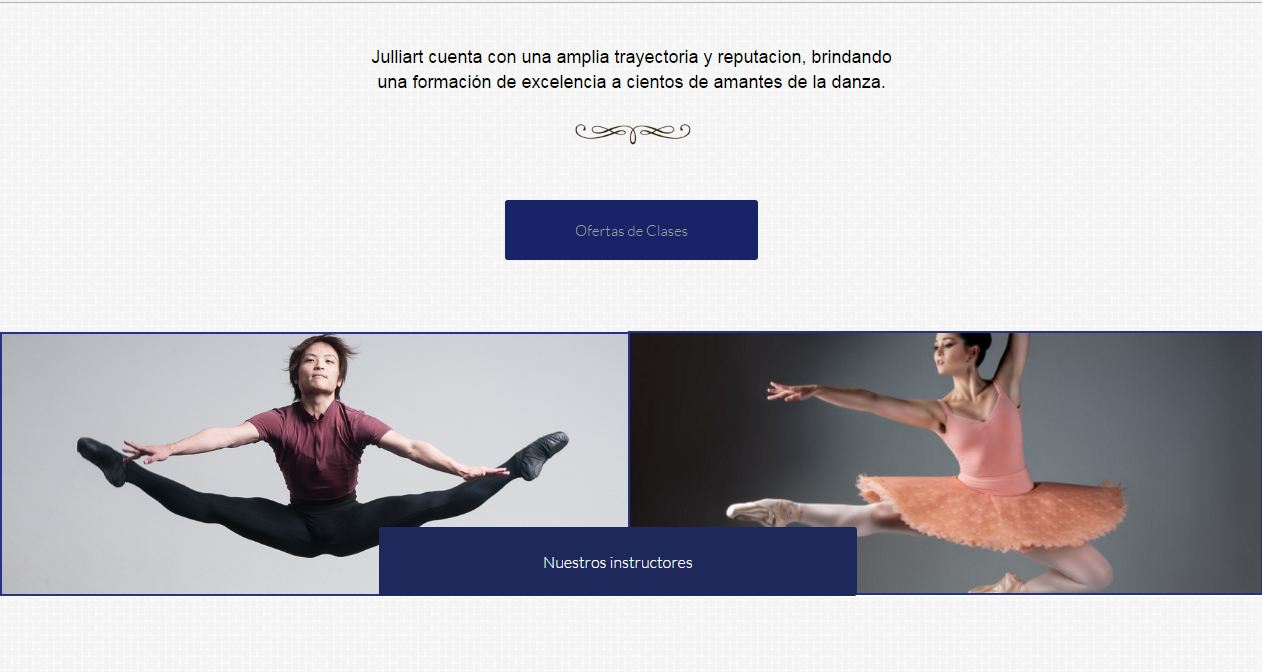 Julliart cuenta con una amplia trayectoria y reputacion, brindando
una formación de excelencia a cientos de amantes de la danza.
Ofertas de Clases
Nuestros instructores